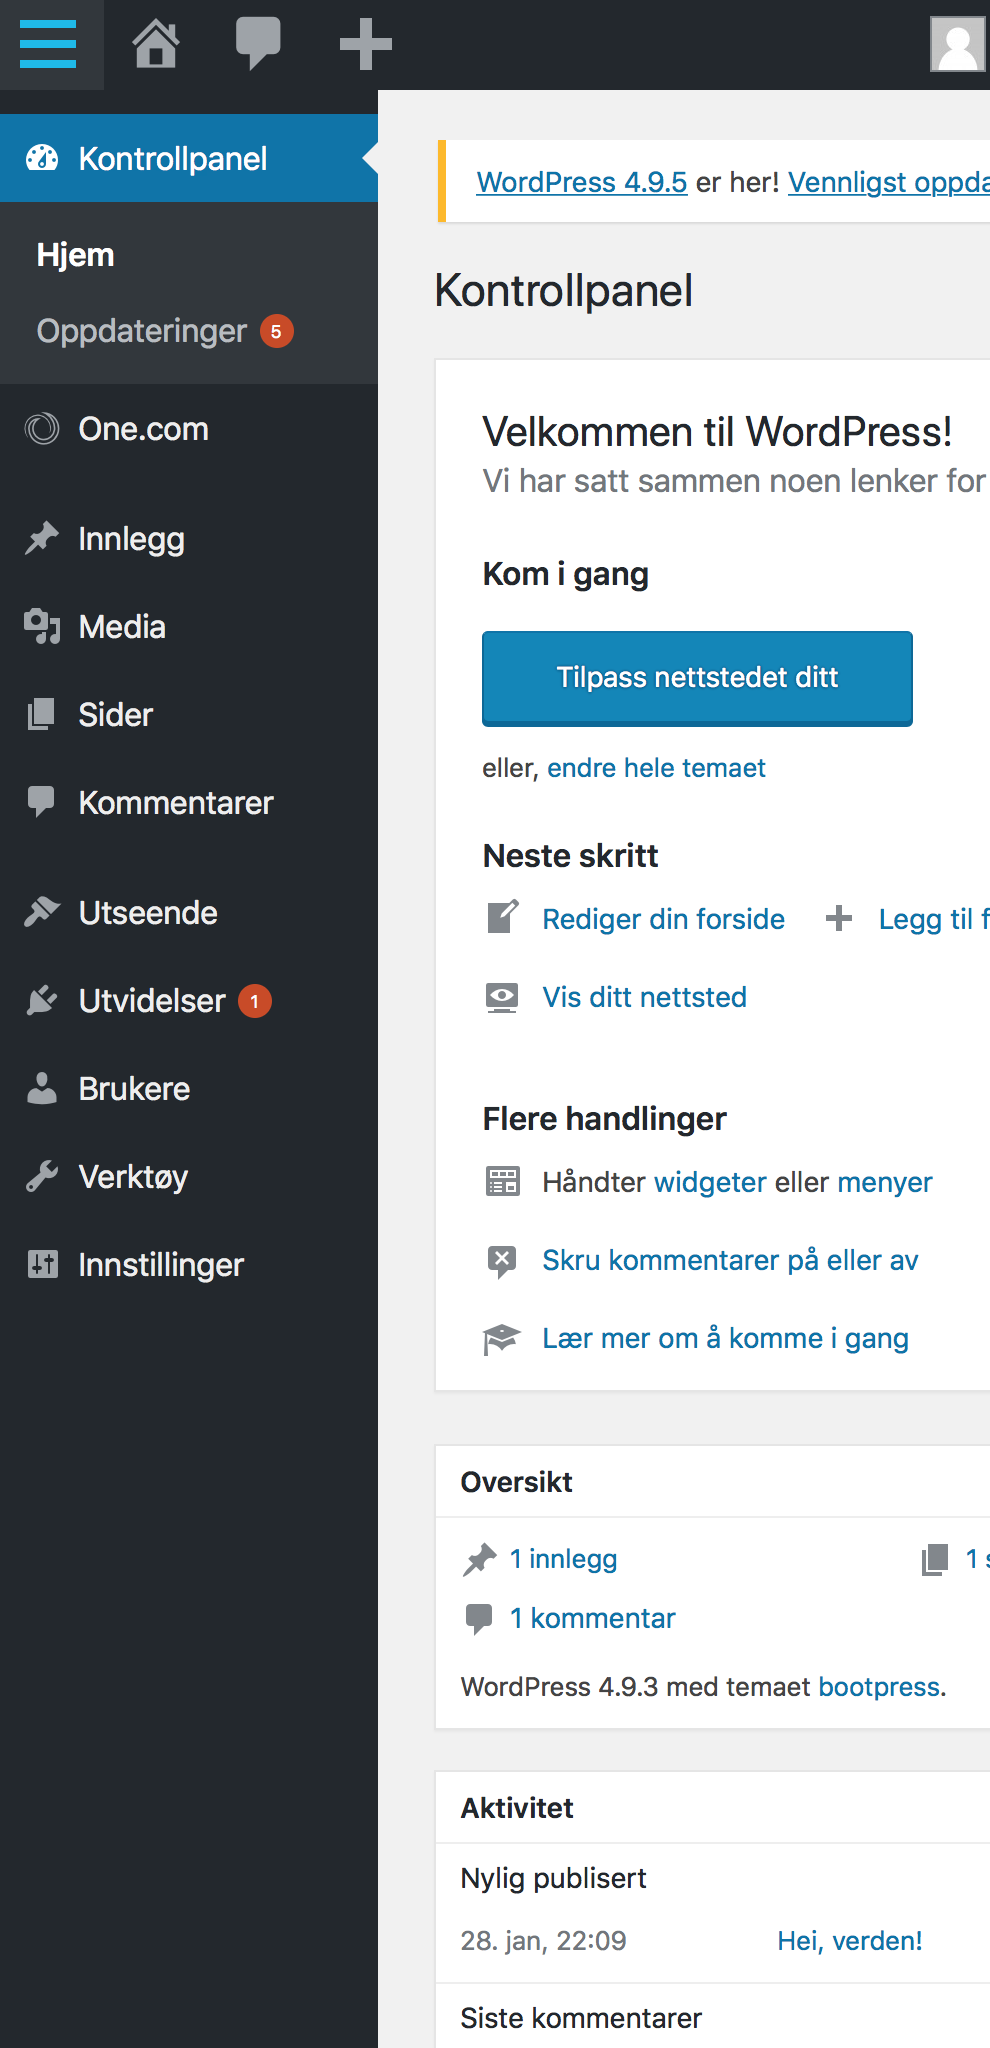 Kontrollpanel
Hjem
Oppdateringer 5
One.com
Innlegg
Media
Sider
Kommentarer
Utseende
Utvidelser 1
Brukere
Verktøy
Innstillinger
WordPress 4.9.5 er her! Vennligst oppda
Kontrollpanel
Velkommen til WordPress!
Vi har satt sammen noen lenker for
Kom i gang
Tilpass nettstedet ditt
eller, endre hele temaet
Neste skritt
Rediger din forside Legg til f
Vis ditt nettsted
Flere handlinger
Håndter widgeter eller menyer
Skru kommentarer på eller av
Lær mer om å komme i gang
Oversikt
1 innlegg 1 s
1 kommentar
WordPress 4.9.3 med temaet bootpress.
Aktivitet
Nylig publisert
28. jan, 22:09 Hei, verden!
Siste kommentarer